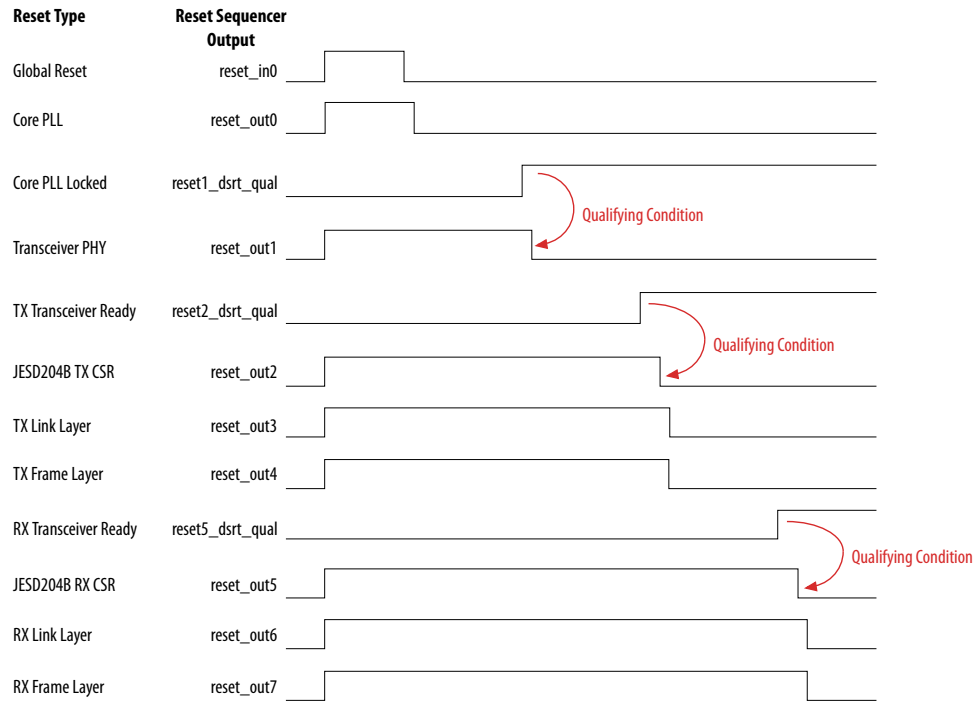 Reset Type Reset Sequencer
Output
Global Reset reset_in0
Core PLL reset_out0
Core PLL Locked reset1_dsrt_qual
Qualifying Condition
Transceiver PHY reset_out1
TX Transceiver Ready reset2_dsrt_qual
Qualifying Condition
JESD204B TX CSR reset_out2
TX Link Layer reset_out3
TX Frame Layer reset_out4
RX Transceiver Ready reset5_dsrt_qual
Qualifying Condition
JESD204B RX CSR reset_out5
RX Link Layer reset_out6
RX Frame Layer reset_out7